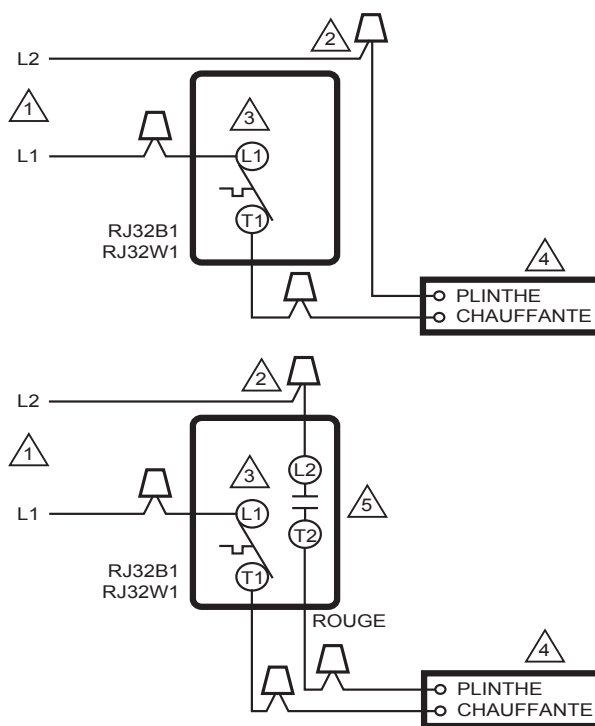 2
L2
1
3
L1
L1
T1
RJ32B1
RJ32W1
4
PLINTHE
CHAUFFANTE
2
L2
1
L2
3
5
L1
L1
T2
T1
RJ32B1
RJ32W1
ROUGE
4
PLINTHE
CHAUFFANTE